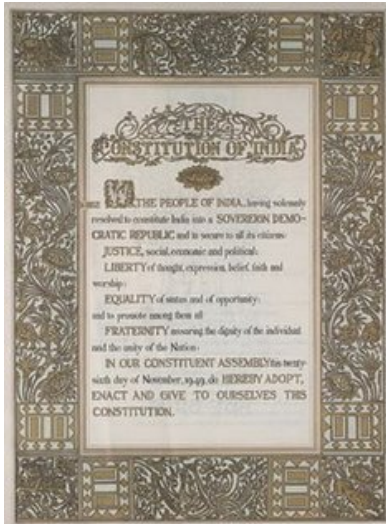 THE
CONSTITUTION OF INDIA
WE, THE PEOPLE OF INDIA, having solemnly
resolved to constitute India into a SOVEREIGN DEMO-
CRATIC REPUBLIC and to secure to all its citizens:
JUSTICE, social, economic and political;
LIBERTY of thought, expression, belief, faith and
worship;
EQUALITY of status and of opportunity;
and to promote among them all
FRATERNITY assuring the dignity of the individual
and the unity of the Nation;
IN OUR CONSTITUENT ASSEMBLY this twenty-
sixth day of November, 1949, do HEREBY ADOPT,
ENACT AND GIVE TO OURSELVES THIS
CONSTITUTION.